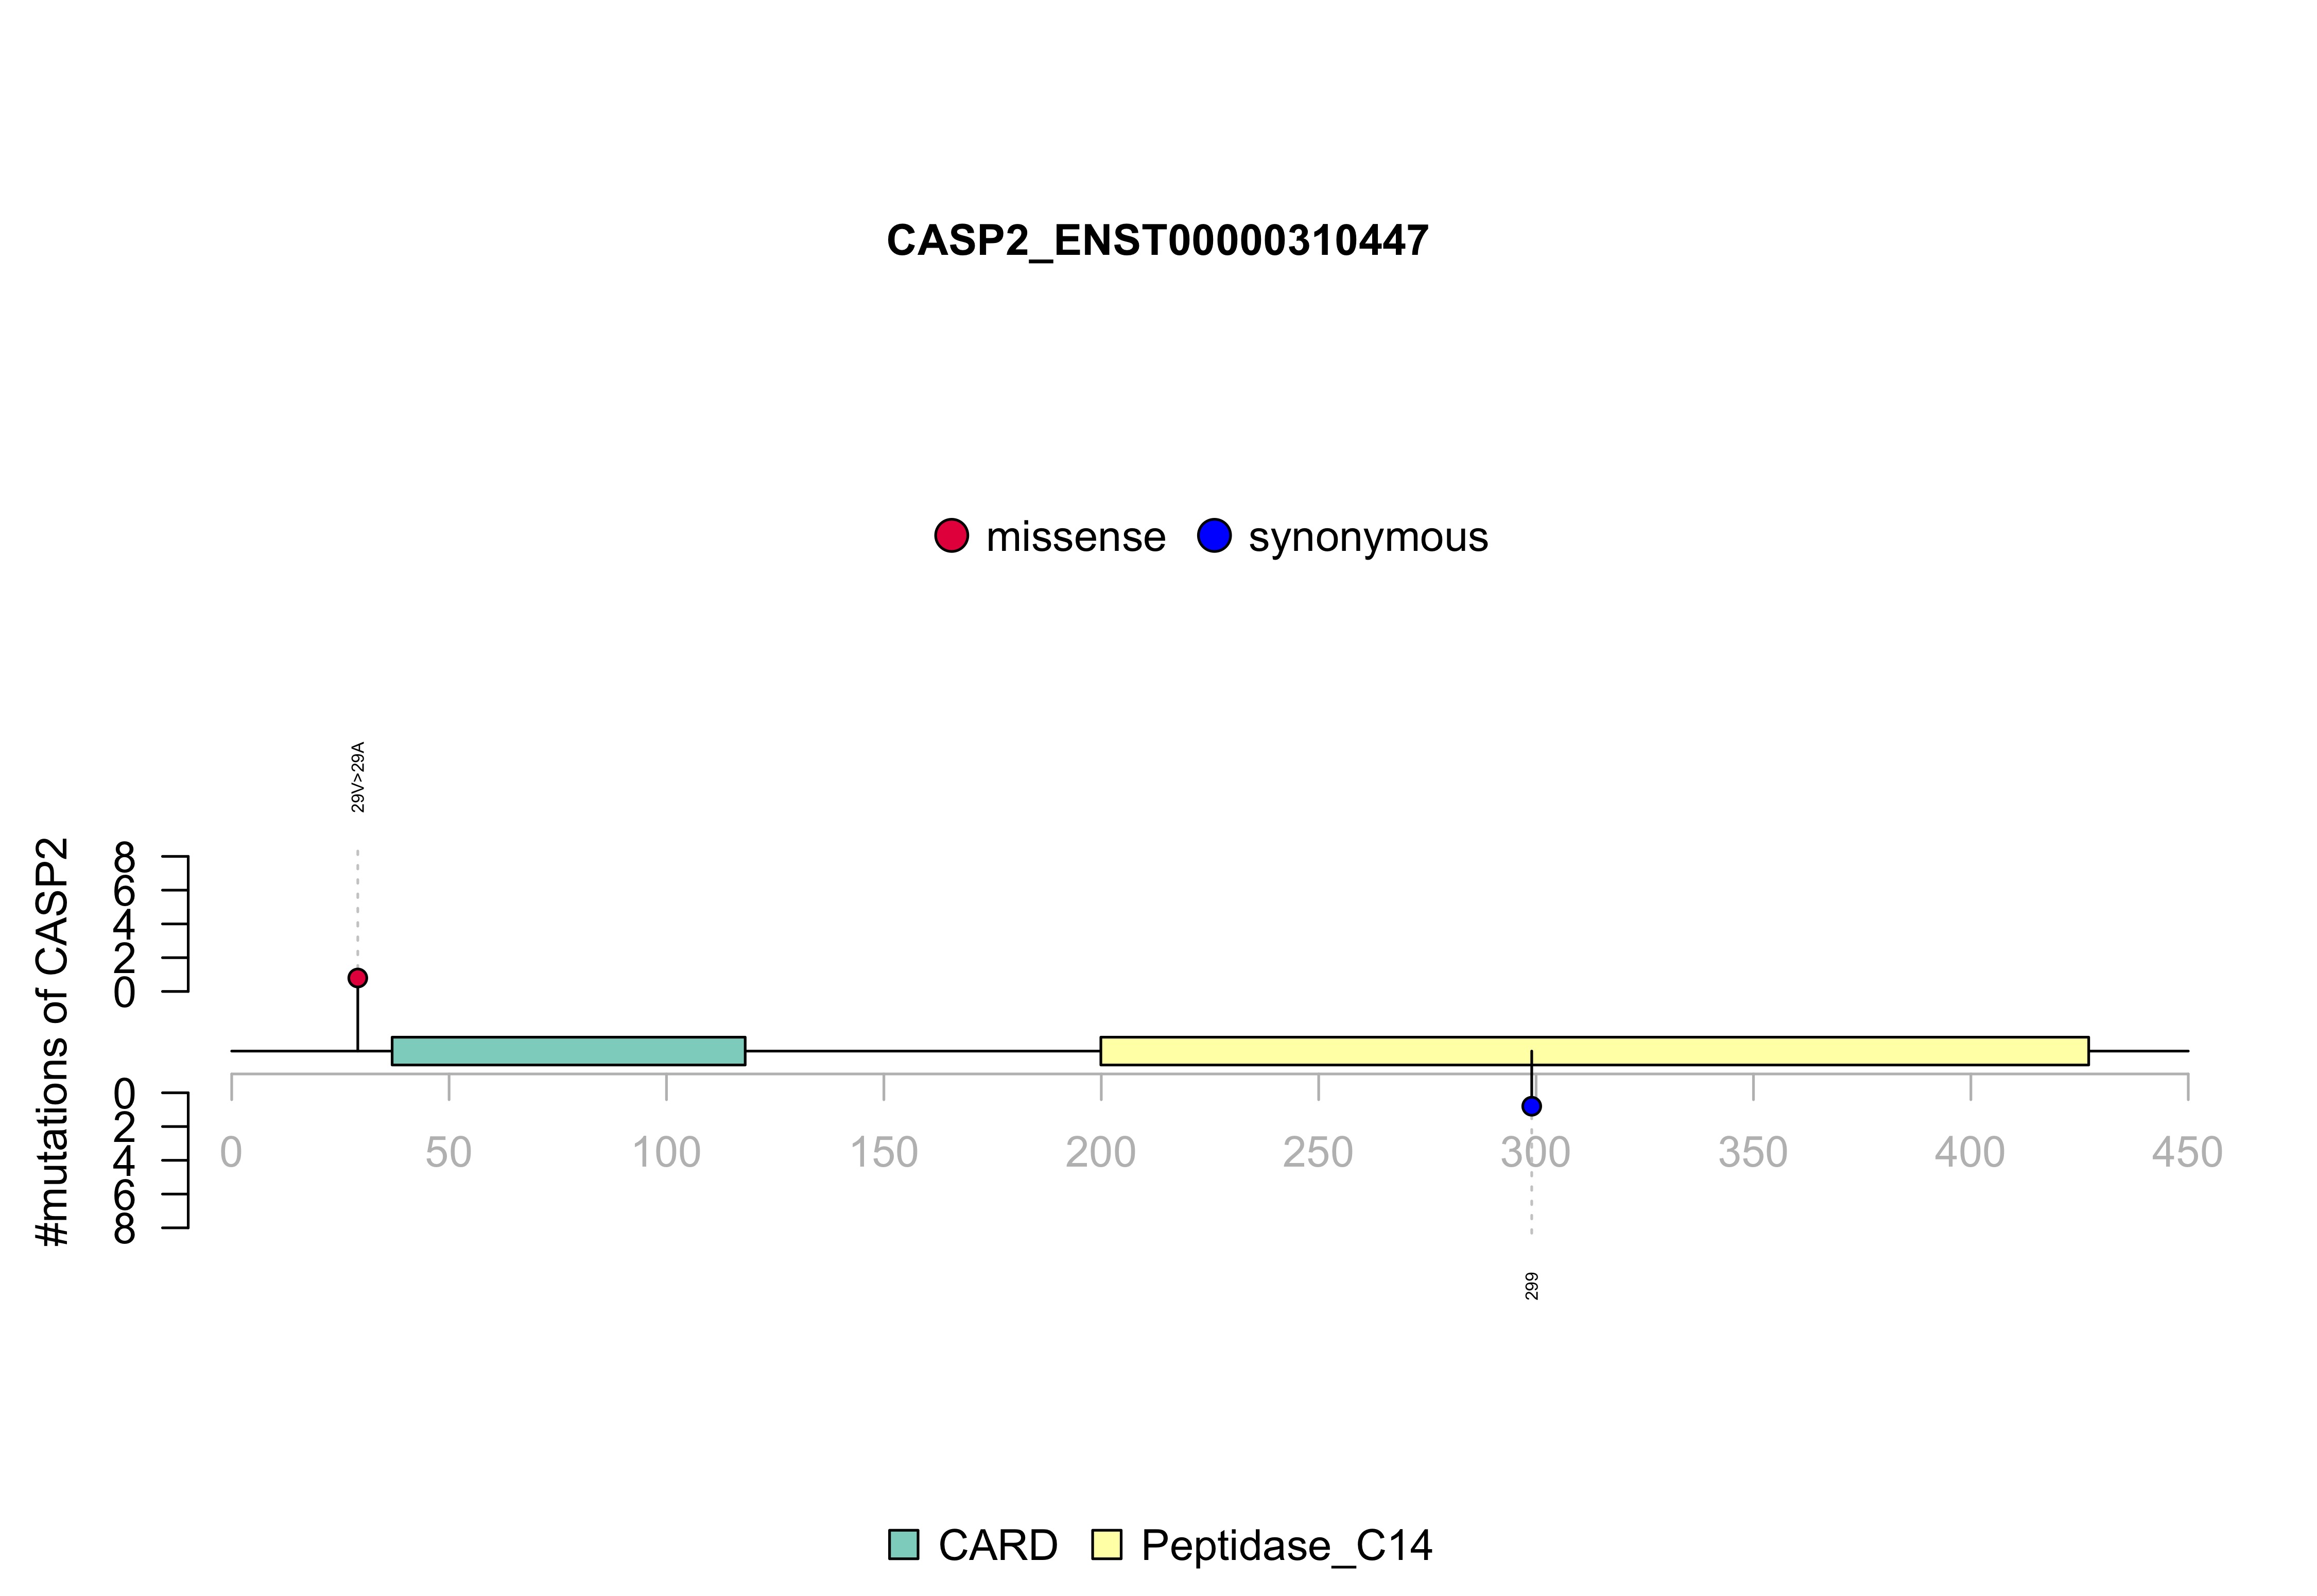 CASP2_ENST00000310447
missense synonymous
29V>29A
#mutations of CASP2
8
6
4
2
0
0
2
4
6
8
0 50 100 150 200 250 300 350 400 450
299
CARD Peptidase_C14